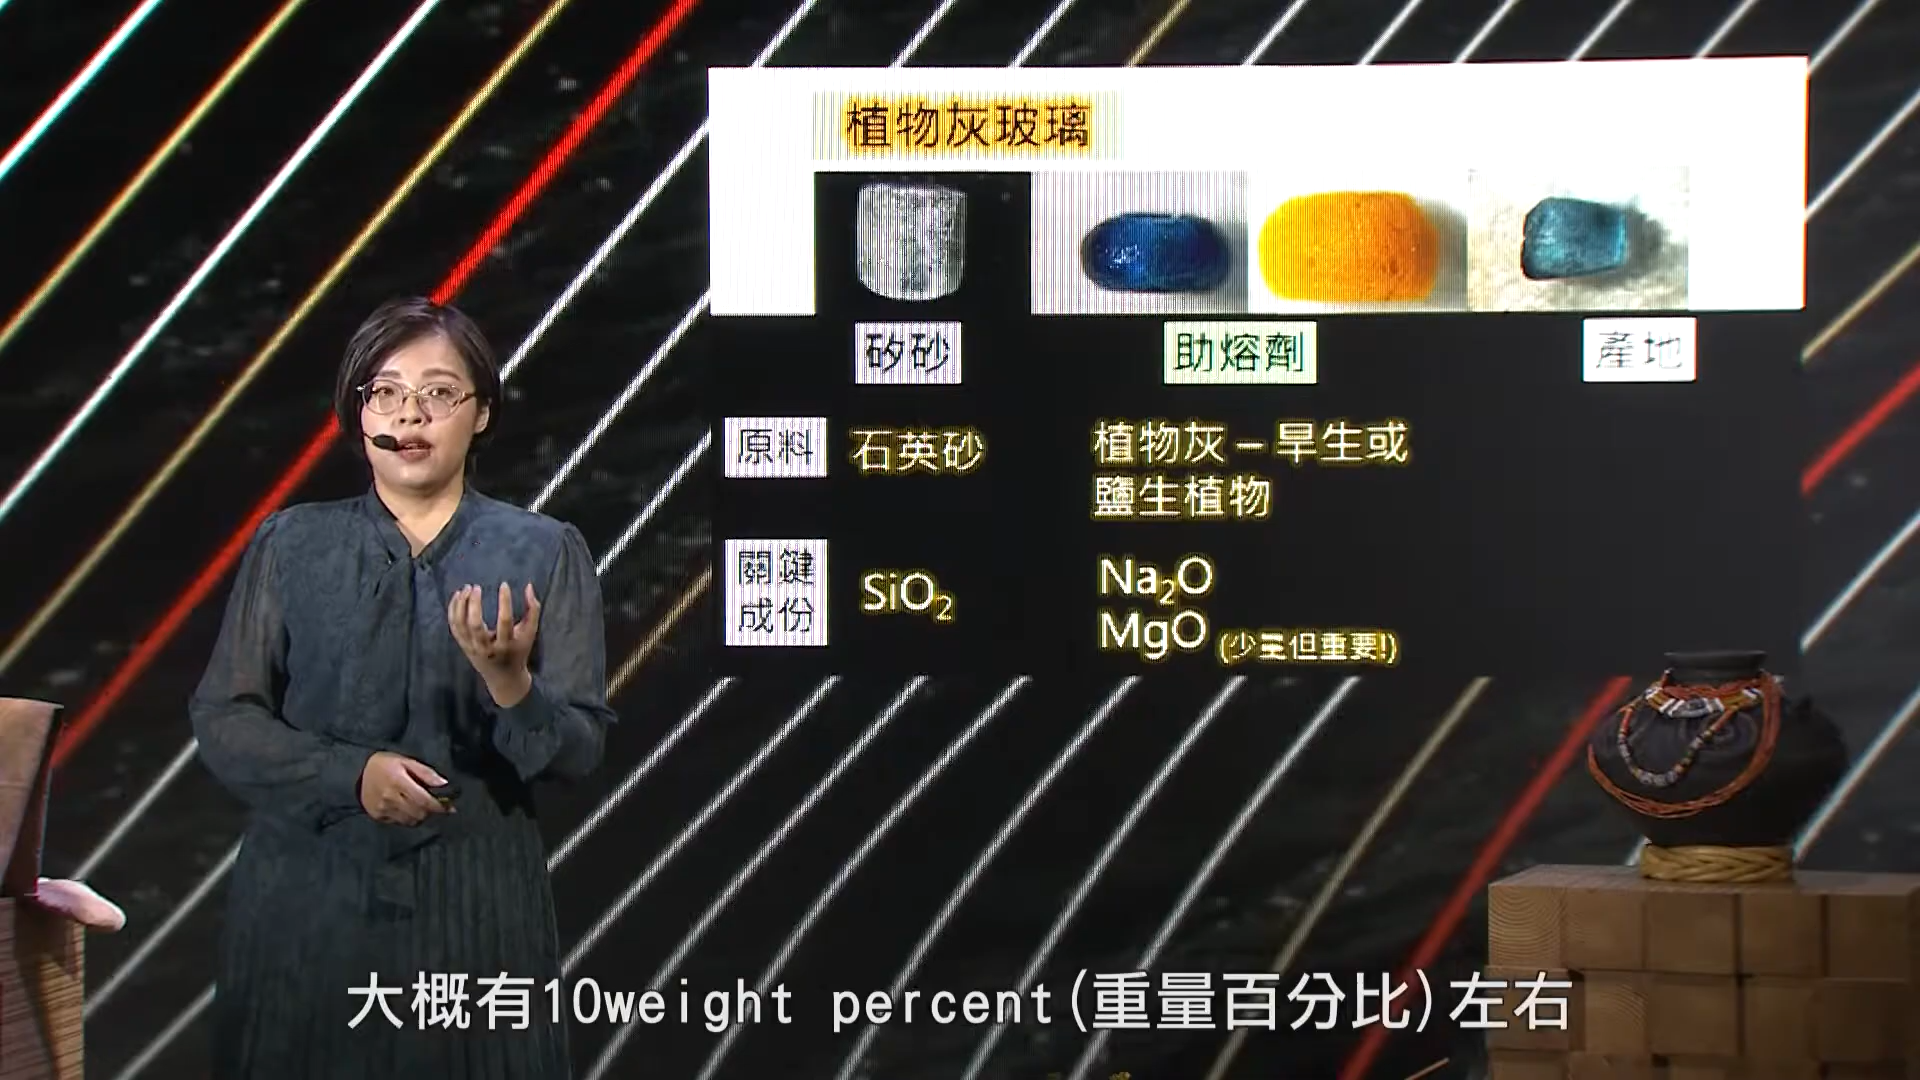 植物灰玻璃
矽砂
助熔劑
產地
原料
石英砂
植物灰–旱生或
鹽生植物
關鍵
成份
SiO₂
Na₂O
MgO (少量但重要!)
大概有10weight percent(重量百分比)左右